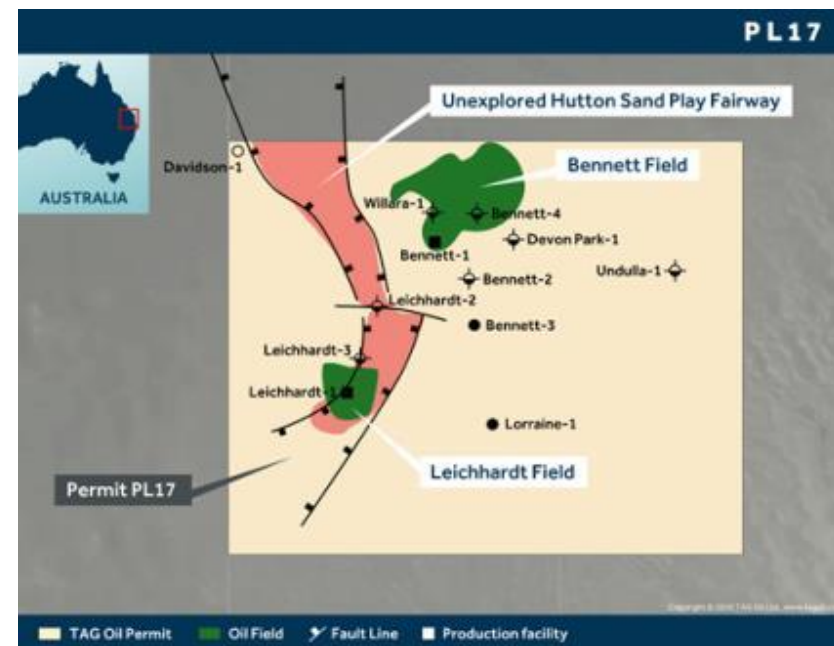 PL17
AUSTRALIA
Unexplored Hutton Sand Play Fairway
Bennett Field
Davidson-1
Willara-1
Bennett-4
Devon Park-1
Bennett-1
Bennett-2
Undulla-1
Leichhardt-2
Bennett-3
Leichhardt-3
Leichhardt-1
Lorraine-1
Leichhardt Field
Permit PL17
TAG Oil Permit
Oil Field
Fault Line
Production facility